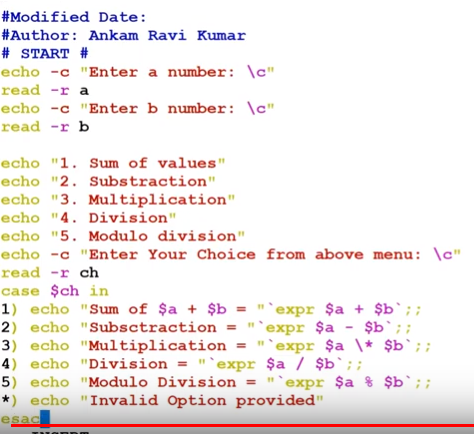 #Modified Date:
#Author: Ankam Ravi Kumar
# START #
echo -c "Enter a number: \c"
read -r a
echo -c "Enter b number: \c"
read -r b
echo "1. Sum of values"
echo "2. Substraction"
echo "3. Multiplication"
echo "4. Division"
echo "5. Modulo division"
echo -c "Enter Your Choice from above menu: \c"
read -r ch
case $ch in
1) echo "Sum of $a + $b = "`expr $a + $b`;;
2) echo "Subsctraction = "`expr $a - $b`;;
3) echo "Multiplication = "`expr $a \* $b`;;
4) echo "Division = "`expr $a / $b`;;
5) echo "Modulo Division = "`expr $a % $b`;;
*) echo "Invalid Option provided"
esac